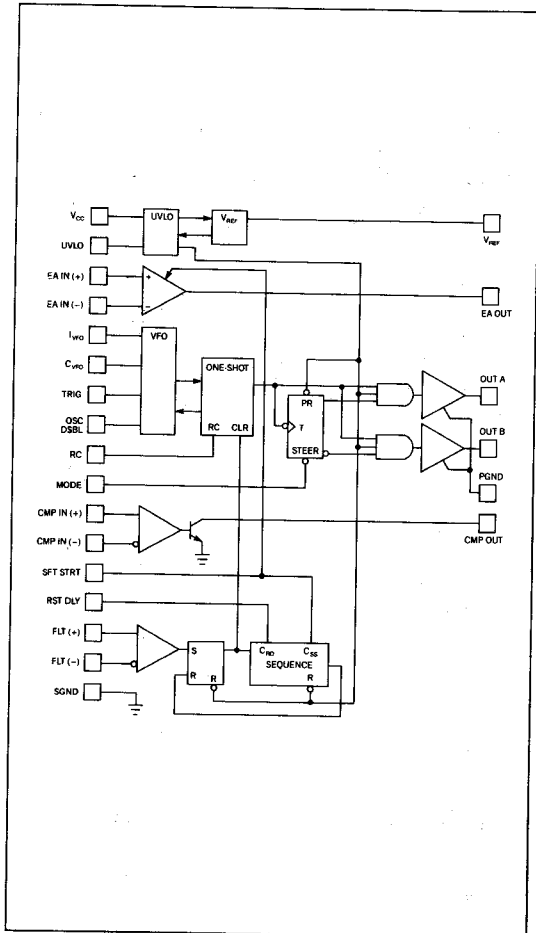 VCC
UVLO
VREF
VREF
UVLO
EA IN (+)
+
EA IN (−)
−
EA OUT
IVFO
VFO
CVFO
ONE-SHOT
TRIG
OSC
DSBL
RC
CLR
RC
PR
T
STEER
OUT A
OUT B
MODE
PGND
CMP IN (+)
CMP IN (−)
CMP OUT
SFT STRT
RST DLY
FLT (+)
FLT (−)
S
R
R
CRD
CSS
SEQUENCE
R
SGND